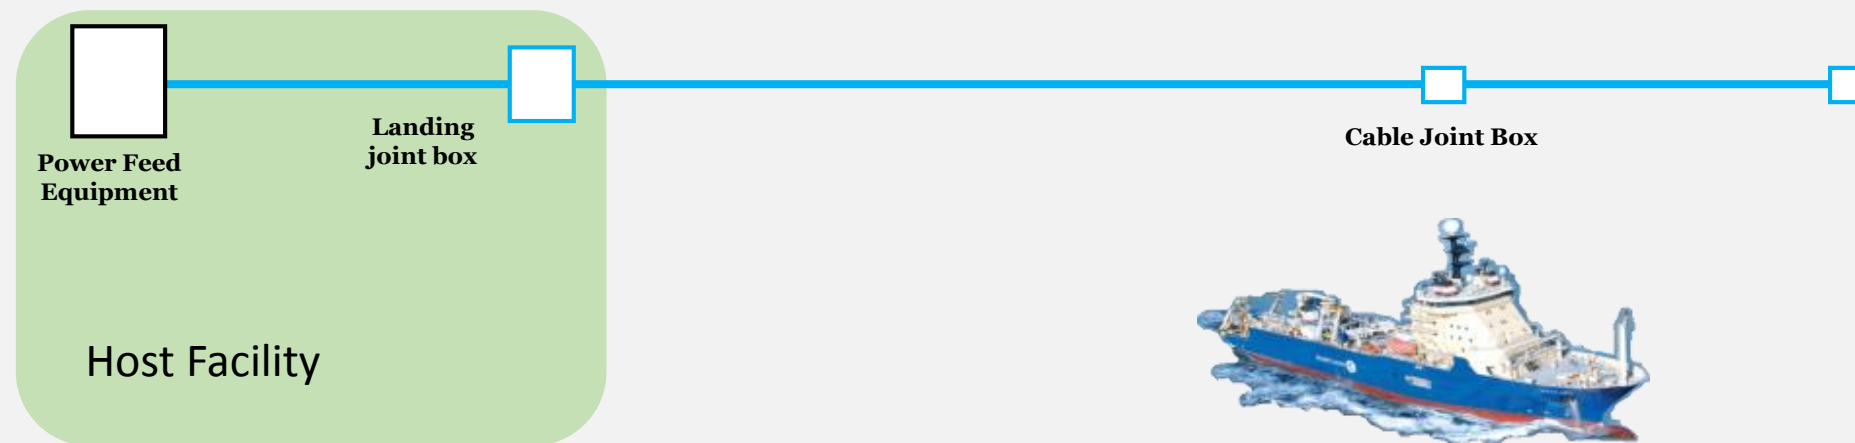 Power Feed
Equipment
Landing
joint box
Cable Joint Box
Host Facility